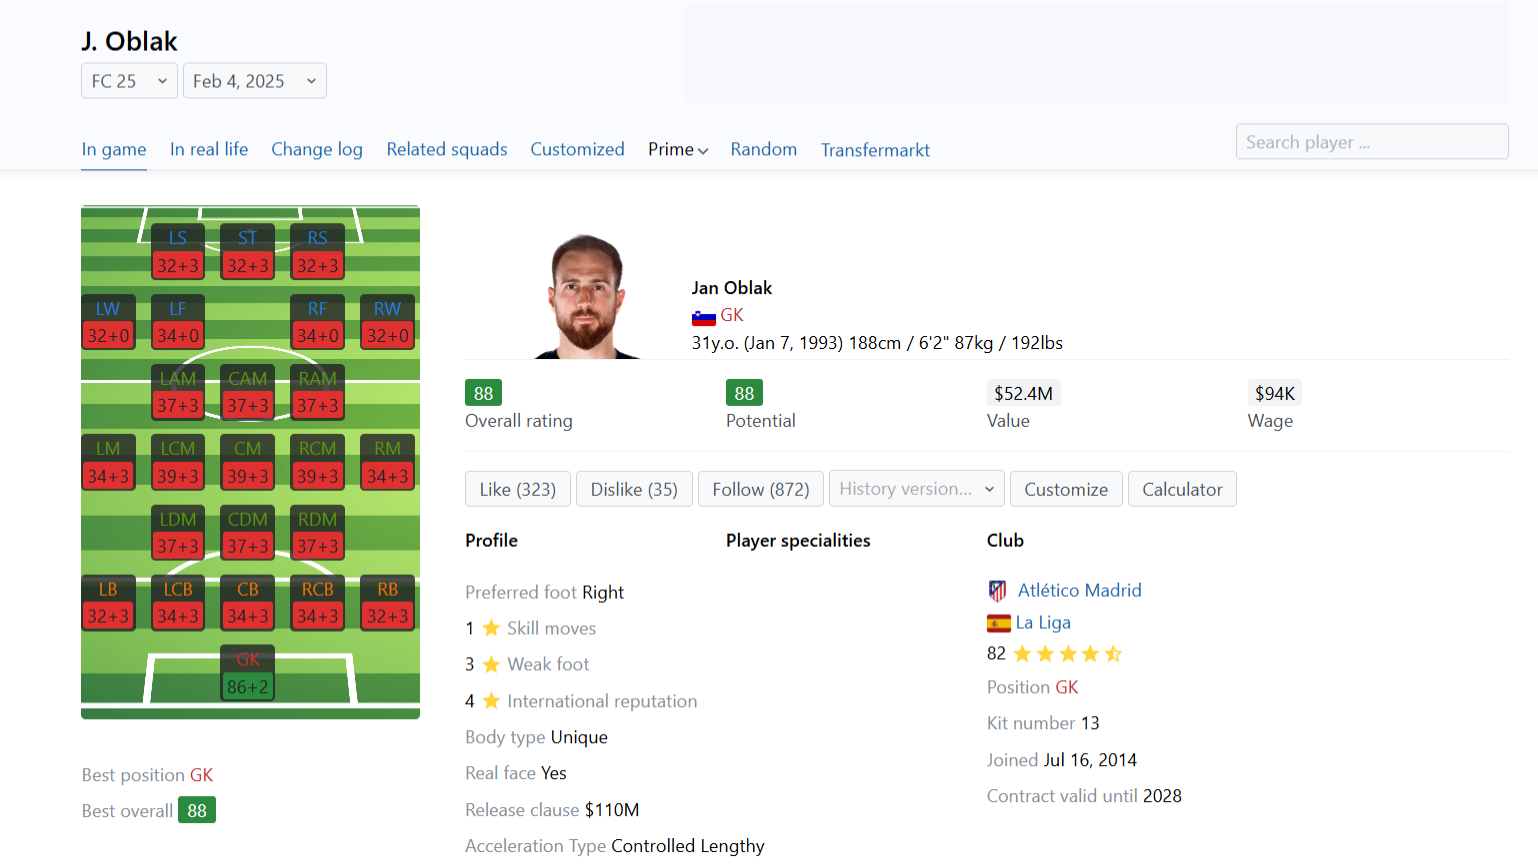 J. Oblak
FC 25 Feb 4, 2025
In game In real life Change log Related squads Customized Prime Random Transfermarkt Search player ...
LS ST RS
32+3 32+3 32+3
LW LF RF RW
32+0 34+0 34+0 32+0
LAM CAM RAM
37+3 37+3 37+3
LM LCM CM RCM RM
34+3 39+3 39+3 39+3 34+3
LDM CDM RDM
37+3 37+3 37+3
LB LCB CB RCB RB
32+3 34+3 34+3 34+3 32+3
GK
86+2
Best position GK
Best overall 88
Jan Oblak
GK
31y.o. (Jan 7, 1993) 188cm / 6'2" 87kg / 192lbs
88 88 $52.4M $94K
Overall rating Potential Value Wage
Like (323) Dislike (35) Follow (872) History version... Customize Calculator
Profile
Preferred foot Right
1 Skill moves
3 Weak foot
4 International reputation
Body type Unique
Real face Yes
Release clause $110M
Acceleration Type Controlled Lengthy
Player specialities
Club
Atlético Madrid
La Liga
82
Position GK
Kit number 13
Joined Jul 16, 2014
Contract valid until 2028